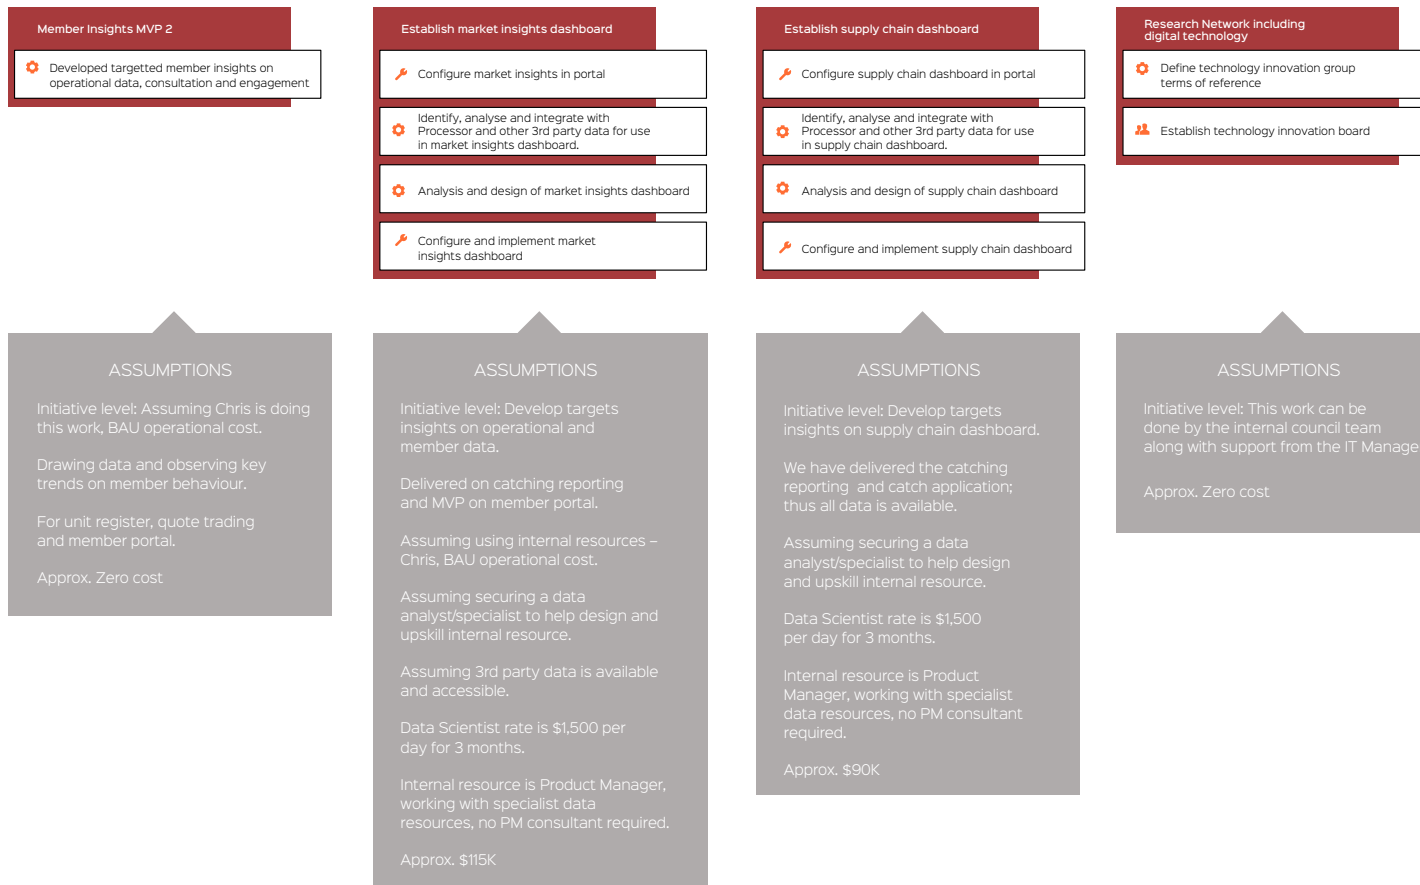 Member Insights MVP 2
Developed targetted member insights on
operational data, consultation and engagement
Establish market insights dashboard
Configure market insights in portal
Identify, analyse and integrate with
Processor and other 3rd party data for use
in market insights dashboard.
Analysis and design of market insights dashboard
Configure and implement market
insights dashboard
Establish supply chain dashboard
Configure supply chain dashboard in portal
Identify, analyse and integrate with
Processor and other 3rd party data for use
in supply chain dashboard.
Analysis and design of supply chain dashboard
Configure and implement supply chain dashboard
Research Network including
digital technology
Define technology innovation group
terms of reference
Establish technology innovation board
ASSUMPTIONS
Initiative level: Assuming Chris is doing
this work, BAU operational cost.
Drawing data and observing key
trends on member behaviour.
For unit register, quote trading
and member portal.
Approx. Zero cost
ASSUMPTIONS
Initiative level: Develop targets
insights on operational and
member data.
Delivered on catching reporting
and MVP on member portal.
Assuming using internal resources –
Chris, BAU operational cost.
Assuming securing a data
analyst/specialist to help design and
upskill internal resource.
Assuming 3rd party data is available
and accessible.
Data Scientist rate is $1,500 per
day for 3 months.
Internal resource is Product Manager,
working with specialist data
resources, no PM consultant required.
Approx. $115K
ASSUMPTIONS
Initiative level: Develop targets
insights on supply chain dashboard.
We have delivered the catching
reporting and catch application;
thus all data is available.
Assuming securing a data
analyst/specialist to help design
and upskill internal resource.
Data Scientist rate is $1,500
per day for 3 months.
Internal resource is Product
Manager, working with specialist
data resources, no PM consultant
required.
Approx. $90K
ASSUMPTIONS
Initiative level: This work can be
done by the internal council team
along with support from the IT Manage
Approx. Zero cost